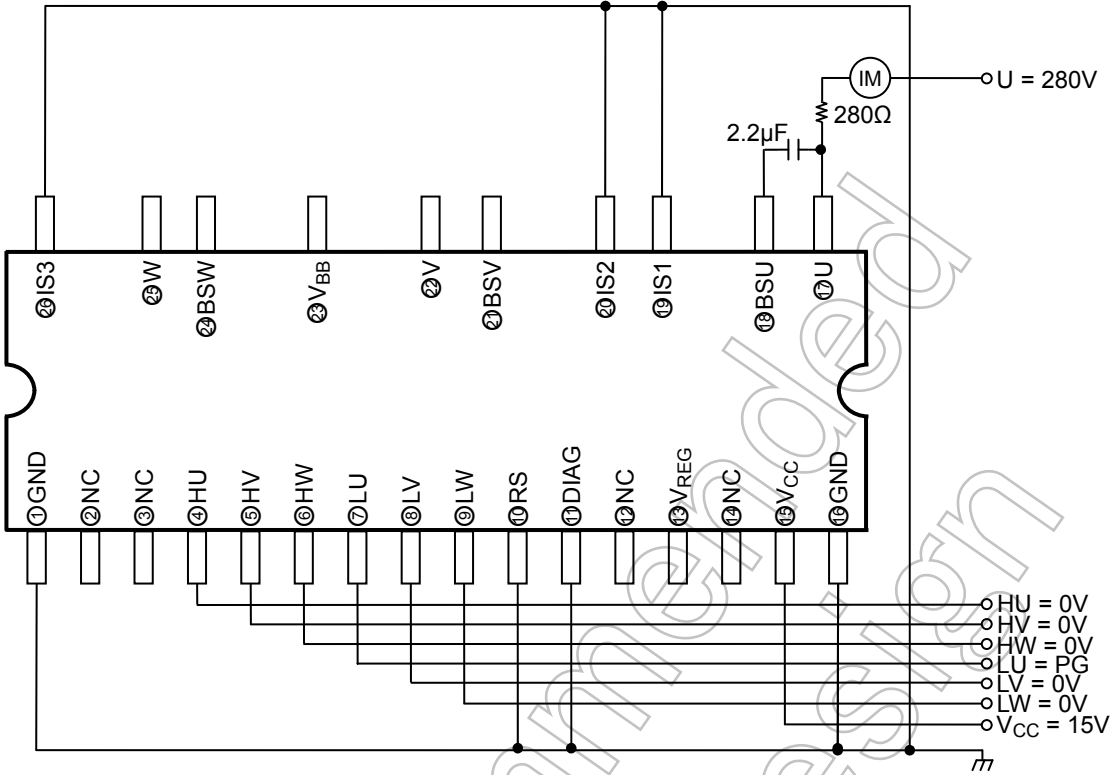 IM
U = 280V
280Ω
2.2μF
㉖IS3
㉕W
㉔BSW
㉓VBB
㉒V
㉑BSV
⑳IS2
⑲IS1
⑱BSU
⑰U
①GND
②NC
③NC
④HU
⑤HV
⑥HW
⑦LU
⑧LV
⑨LW
⑩RS
⑪DIAG
⑫NC
⑬VREG
⑭NC
⑮VCC
⑯GND
HU = 0V
HV = 0V
HW = 0V
LU = PG
LV = 0V
LW = 0V
VCC = 15V
mmended
esign